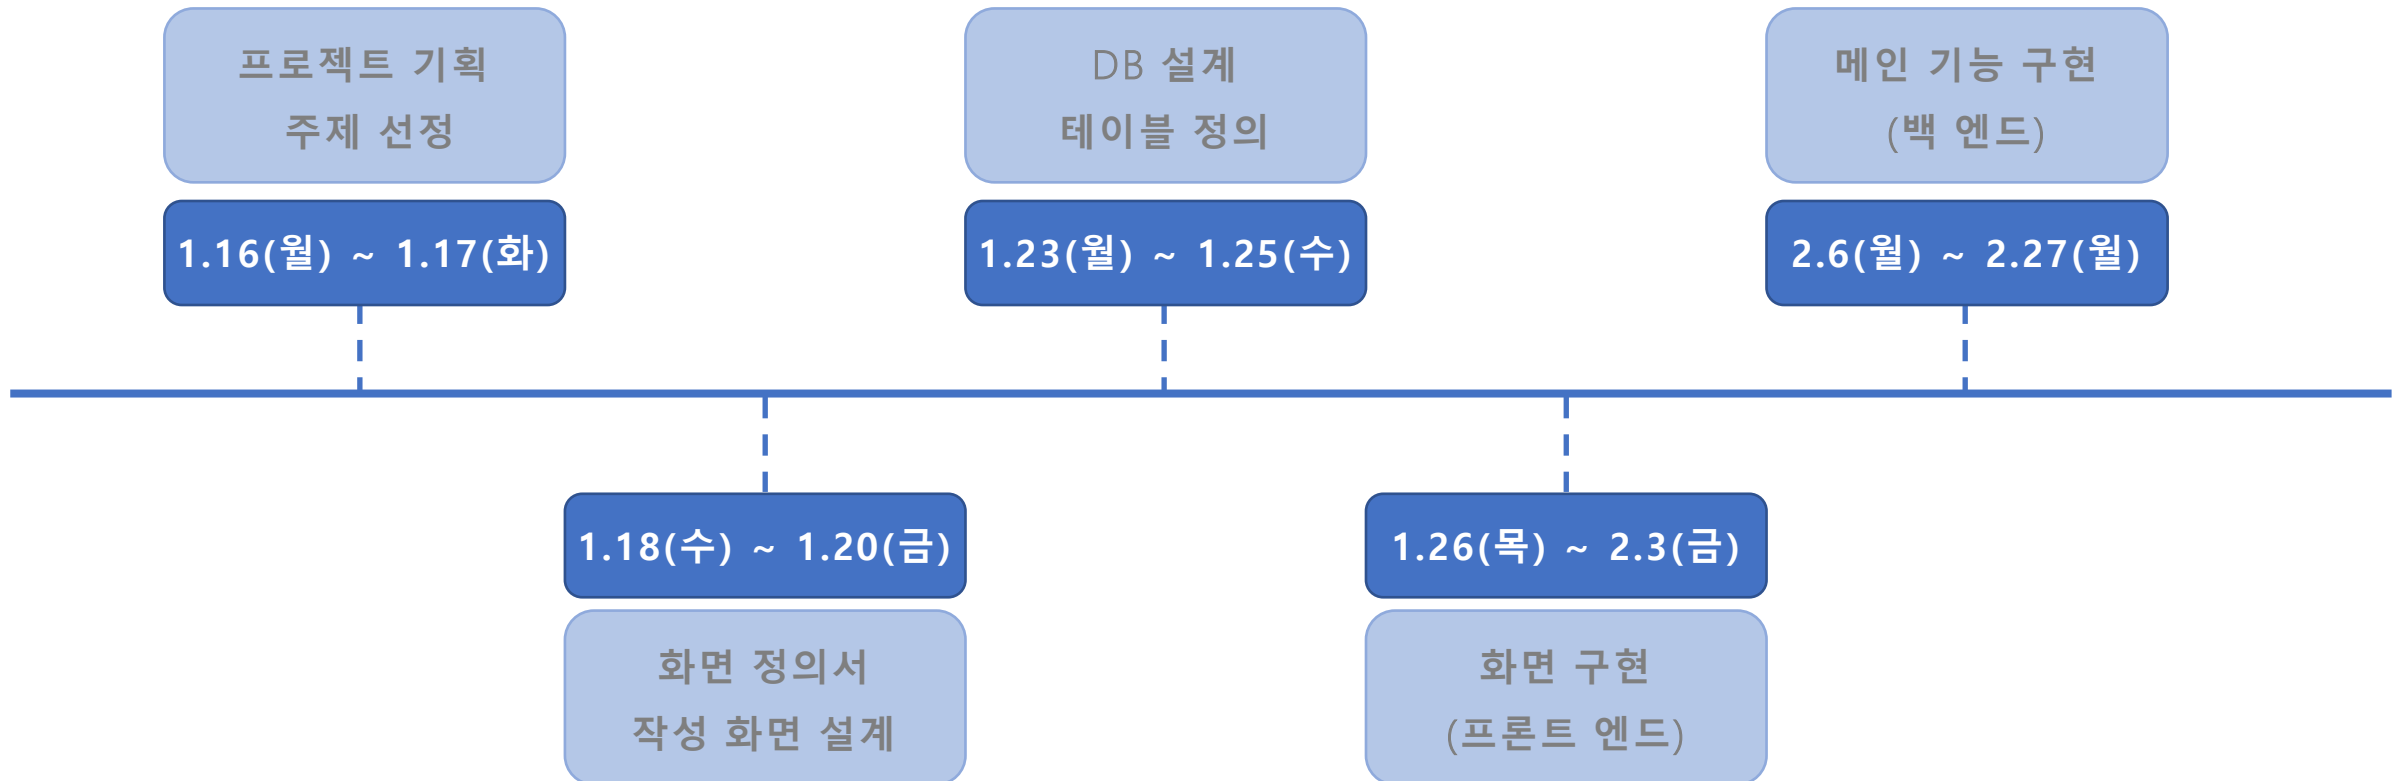 프로젝트 기획
주제 선정
1.16(월) ~ 1.17(화)
화면 정의서
작성 화면 설계
1.18(수) ~ 1.20(금)
DB 설계
테이블 정의
1.23(월) ~ 1.25(수)
화면 구현
(프론트 엔드)
1.26(목) ~ 2.3(금)
메인 기능 구현
(백 엔드)
2.6(월) ~ 2.27(월)